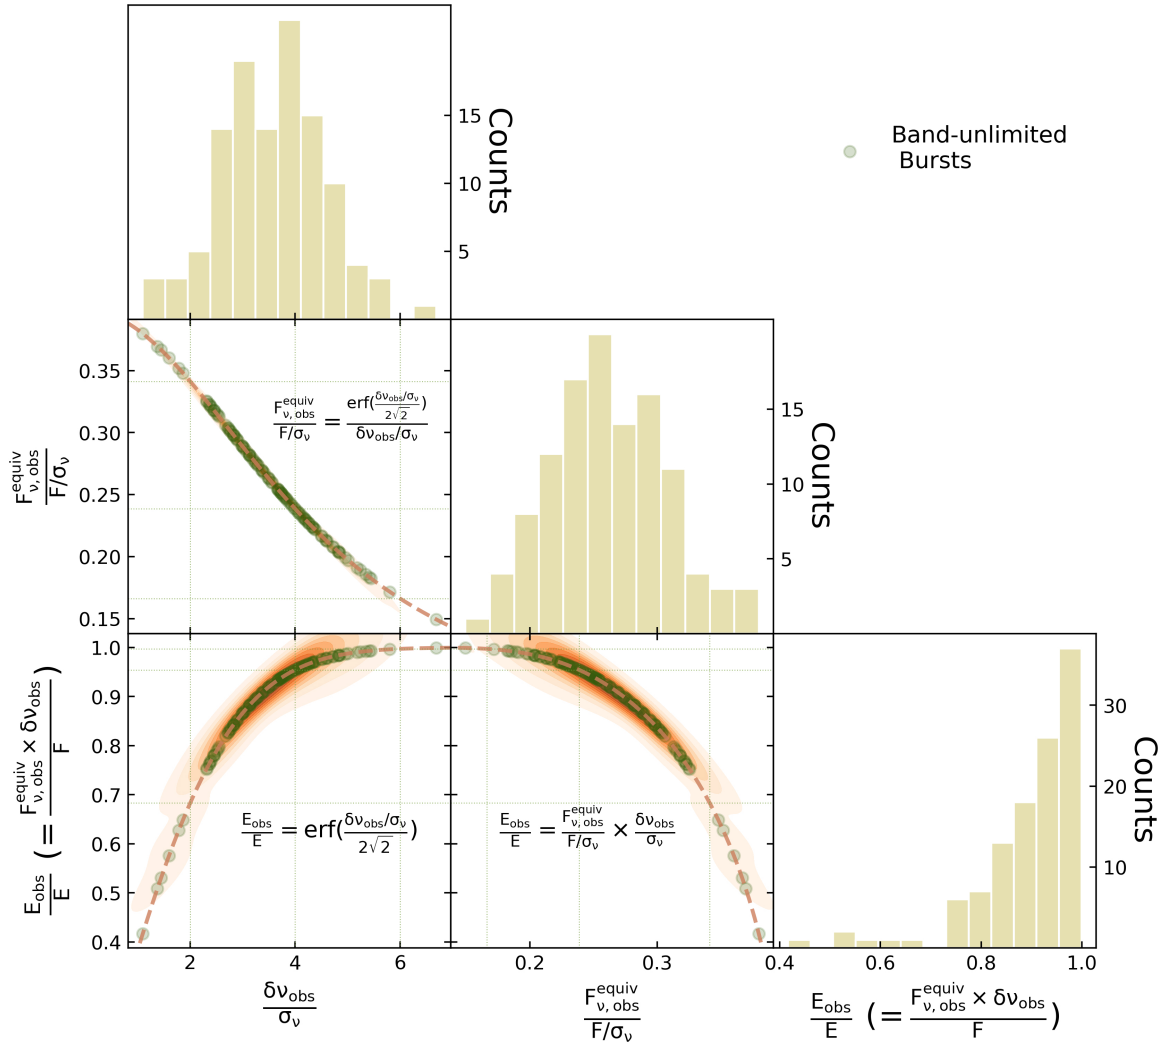 15
10
5
Counts
Band-unlimited
Bursts
0.35
0.30
0.25
0.20
0.15
F^equiv_ν, obs / F/σ_ν
F^equiv_ν, obs / F/σ_ν = erf(δν_obs/σ_ν / 2√2) / δν_obs/σ_ν
15
10
5
Counts
1.0
0.9
0.8
0.7
0.6
0.5
0.4
E_obs / E (= F^equiv_ν, obs × δν_obs / F)
E_obs / E = erf(δν_obs/σ_ν / 2√2)
E_obs / E = F^equiv_ν, obs / F/σ_ν × δν_obs / σ_ν
30
20
10
Counts
2 4 6
0.2 0.3
0.4 0.6 0.8 1.0
δν_obs / σ_ν
F^equiv_ν, obs / F/σ_ν
E_obs / E (= F^equiv_ν, obs × δν_obs / F)